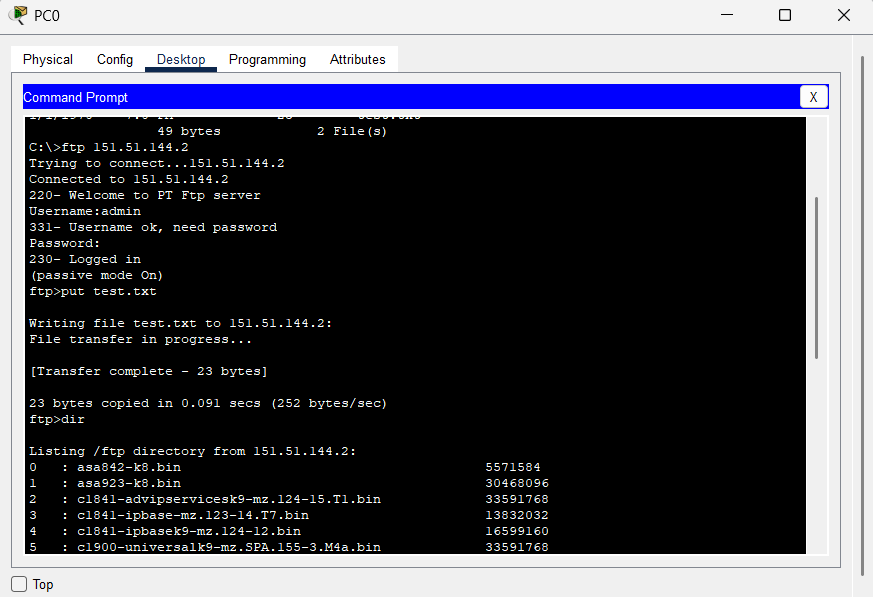 PC0
Physical Config Desktop Programming Attributes
Command Prompt X
49 bytes 2 File(s)
C:\>ftp 151.51.144.2
Trying to connect...151.51.144.2
Connected to 151.51.144.2
220- Welcome to PT Ftp server
Username:admin
331- Username ok, need password
Password:
230- Logged in
(passive mode On)
ftp>put test.txt
Writing file test.txt to 151.51.144.2:
File transfer in progress...
[Transfer complete - 23 bytes]
23 bytes copied in 0.091 secs (252 bytes/sec)
ftp>dir
Listing /ftp directory from 151.51.144.2:
0 : asa842-k8.bin 5571584
1 : asa923-k8.bin 30468096
2 : c1841-advipservicesk9-mz.124-15.T1.bin 33591768
3 : c1841-ipbase-mz.123-14.T7.bin 13832032
4 : c1841-ipbasek9-mz.124-12.bin 16599160
5 : c1900-universalk9-mz.SPA.155-3.M4a.bin 33591768
Top